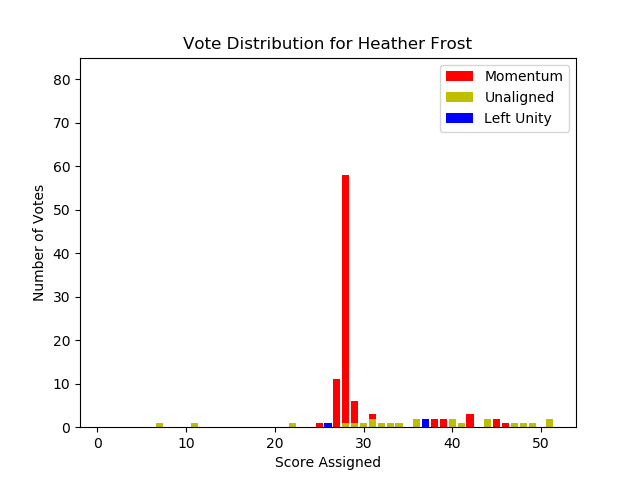 Vote Distribution for Heather Frost
Momentum
Unaligned
Left Unity
Number of Votes
80
70
60
50
40
30
20
10
0
0 10 20 30 40 50
Score Assigned